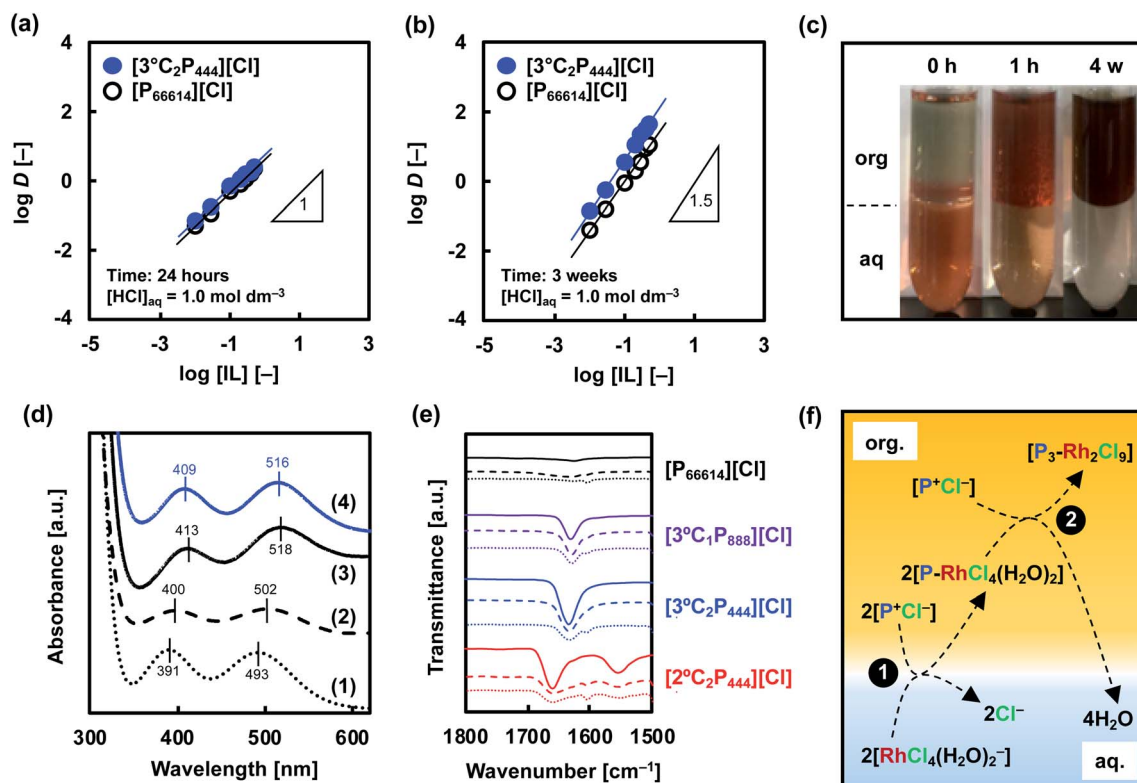 (a)
[3°C₂P₄₄₄][Cl]
[P₆₆₆₁₄][Cl]
4
2
0
-2
-4
log D [–]
1
Time: 24 hours
[HCl]aq = 1.0 mol dm⁻³
-5 -3 -1 1 3
log [IL] [–]
(b)
[3°C₂P₄₄₄][Cl]
[P₆₆₆₁₄][Cl]
4
2
0
-2
-4
log D [–]
1.5
Time: 3 weeks
[HCl]aq = 1.0 mol dm⁻³
-5 -3 -1 1 3
log [IL] [–]
(c)
0 h 1 h 4 w
org
aq
(d)
Absorbance [a.u.]
409 516
(4)
413 518
(3)
400 502
(2)
391 493
(1)
300 400 500 600
Wavelength [nm]
(e)
Transmittance [a.u.]
[P₆₆₆₁₄][Cl]
[3ºC₁P₈₈₈][Cl]
[3ºC₂P₄₄₄][Cl]
[2ºC₂P₄₄₄][Cl]
1800 1700 1600 1500
Wavenumber [cm⁻¹]
(f)
org.
[P₃-Rh₂Cl₉]
[P⁺Cl⁻]
2
2[P-RhCl₄(H₂O)₂]
2[P⁺Cl⁻]
1
2Cl⁻
4H₂O
2[RhCl₄(H₂O)₂⁻]
aq.